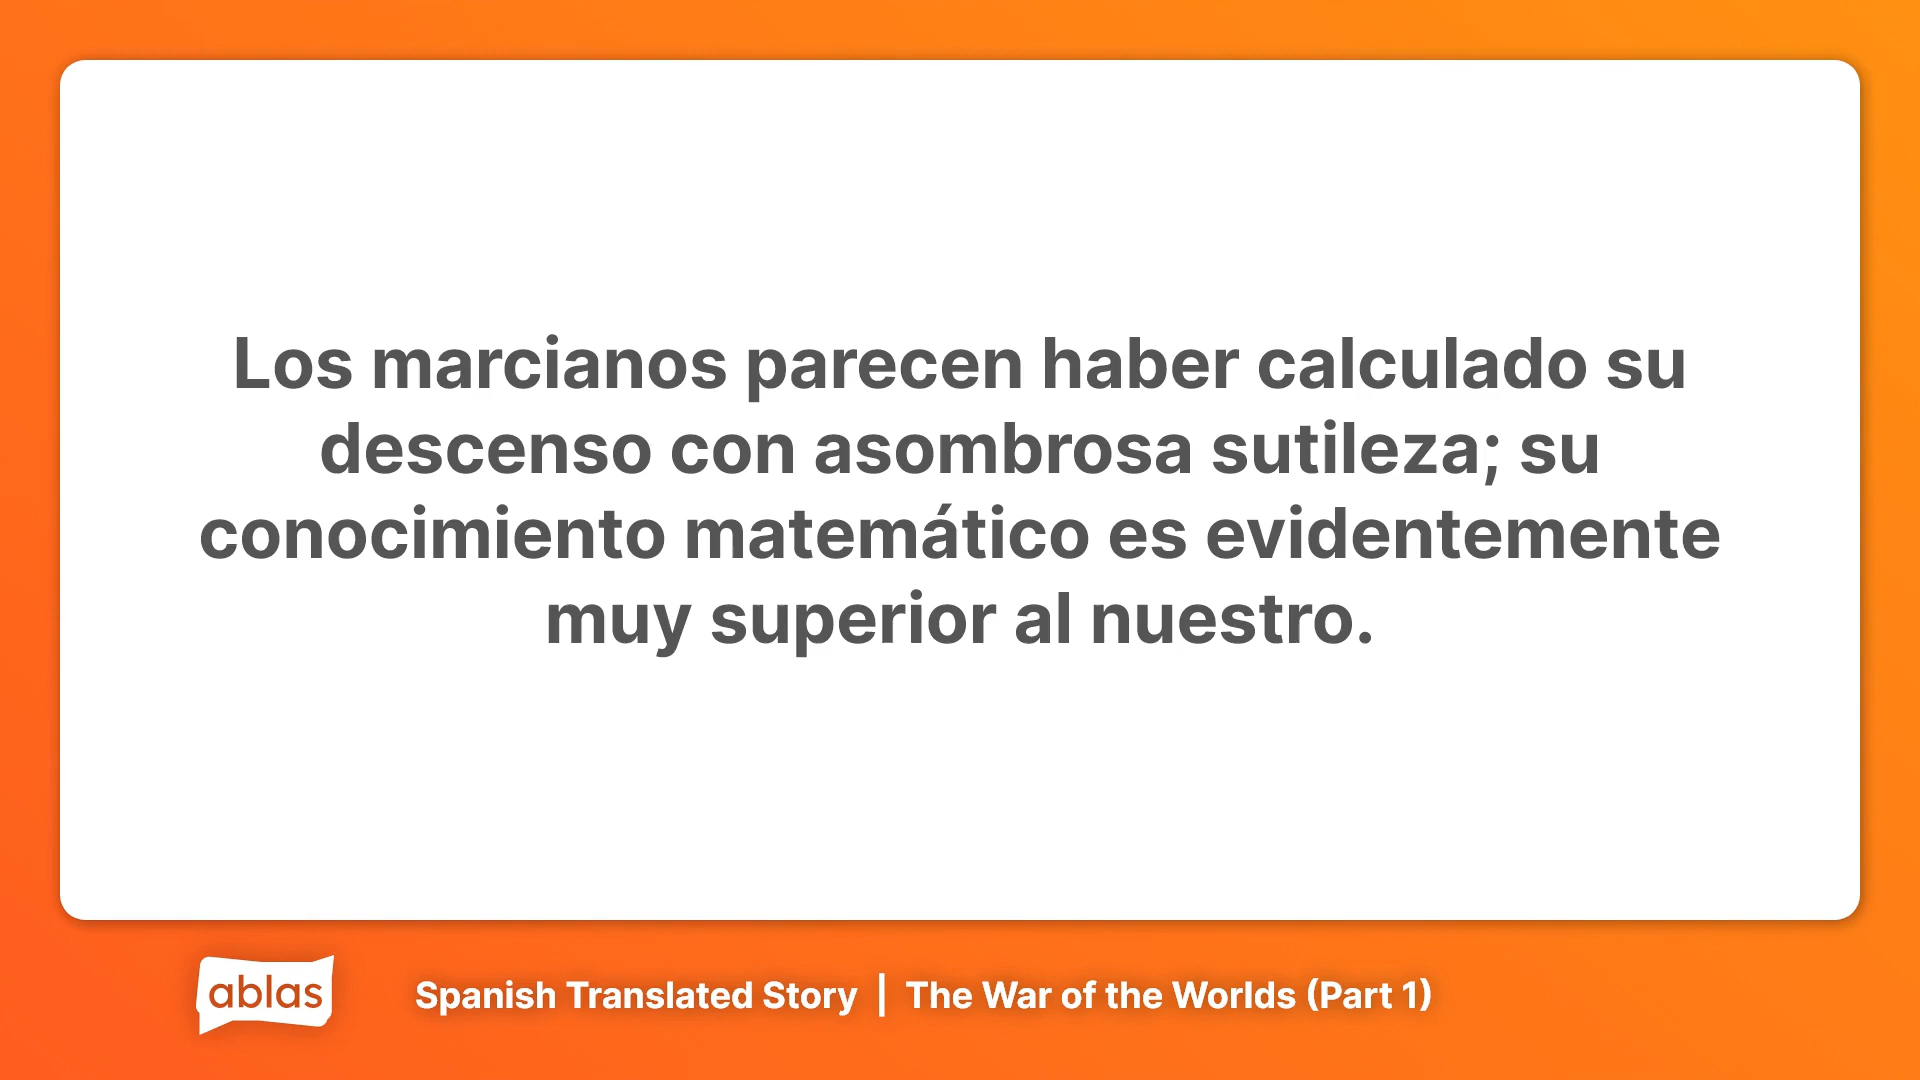 Los marcianos parecen haber calculado su
descenso con asombrosa sutileza; su
conocimiento matemático es evidentemente
muy superior al nuestro.
ablas
Spanish Translated Story | The War of the Worlds (Part 1)